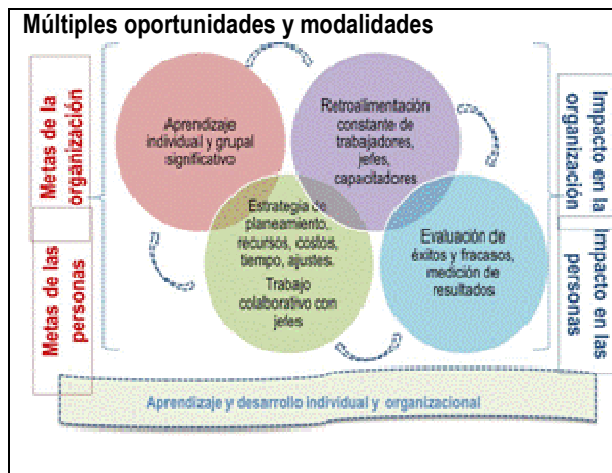 Múltiples oportunidades y modalidades
Metas de la
organización
Metas de las
personas
Aprendizaje
individual y grupal
significativo
Retroalimentación
constante de
trabajadores,
jefes,
capacitadores
Estrategia de
planeamiento,
recursos, costos,
tiempo, ajustes.
Trabajo
colaborativo con
jefes
Evaluación de
éxitos y fracasos,
medición de
resultados
Impacto en la
organización
Impacto en las
personas
Aprendizaje y desarrollo individual y organizacional